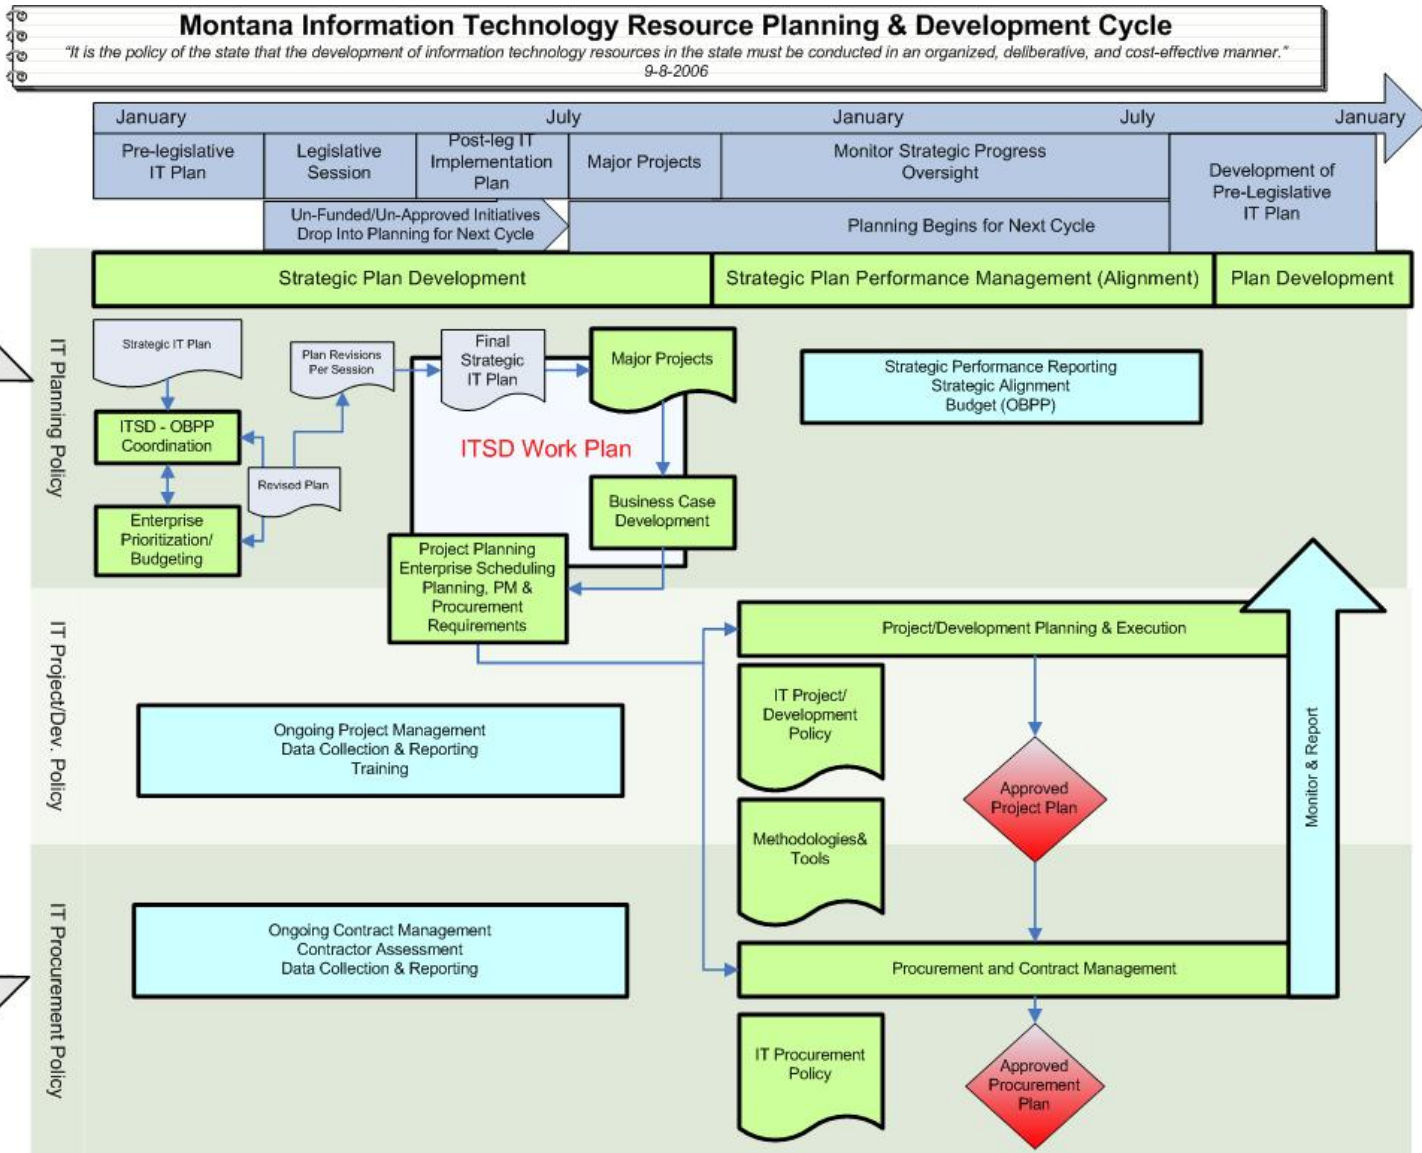 Montana Information Technology Resource Planning & Development Cycle
“It is the policy of the state that the development of information technology resources in the state must be conducted in an organized, deliberative, and cost-effective manner.”
9-8-2006
January
July
January
July
January
Pre-legislative
IT Plan
Legislative
Session
Post-leg IT
Implementation
Plan
Major Projects
Monitor Strategic Progress
Oversight
Development of
Pre-Legislative
IT Plan
Un-Funded/Un-Approved Initiatives
Drop Into Planning for Next Cycle
Planning Begins for Next Cycle
Strategic Plan Development
Strategic Plan Performance Management (Alignment)
Plan Development
IT Planning Policy
Strategic IT Plan
Plan Revisions
Per Session
Final
Strategic
IT Plan
Major Projects
Strategic Performance Reporting
Strategic Alignment
Budget (OBPP)
ITSD - OBPP
Coordination
ITSD Work Plan
Revised Plan
Enterprise
Prioritization/
Budgeting
Business Case
Development
Project Planning
Enterprise Scheduling
Planning, PM &
Procurement
Requirements
IT Project/Dev. Policy
Project/Development Planning & Execution
IT Project/
Development
Policy
Ongoing Project Management
Data Collection & Reporting
Training
Approved
Project Plan
Monitor & Report
Methodologies&
Tools
IT Procurement Policy
Ongoing Contract Management
Contractor Assessment
Data Collection & Reporting
Procurement and Contract Management
IT Procurement
Policy
Approved
Procurement
Plan